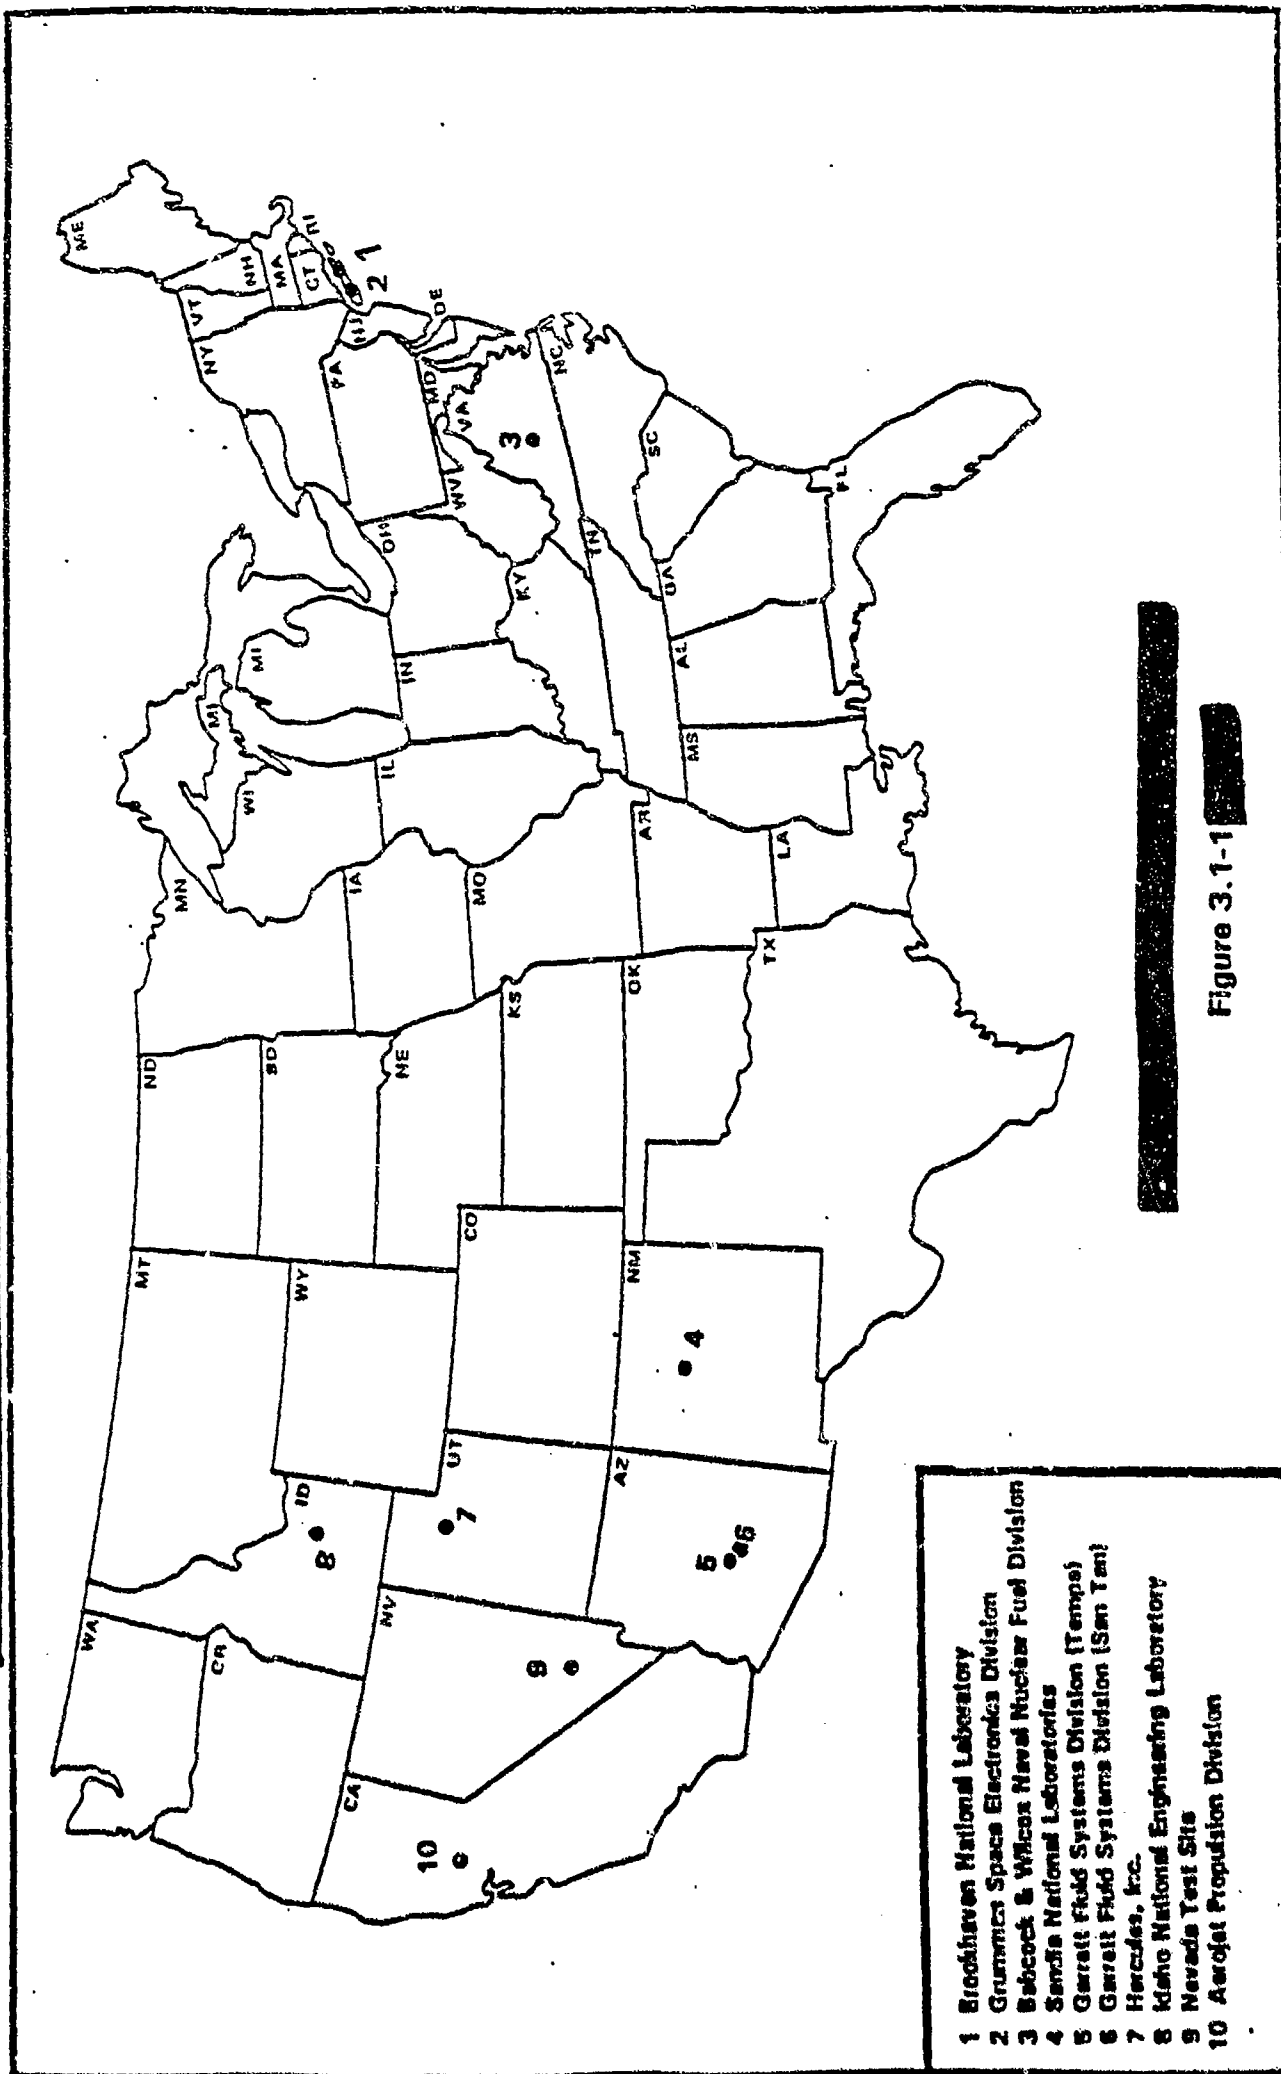 WA
MT
ND
MN
ME
VT
NH
NY
MA
CT
RI
1
2
OR
ID
8
WY
SD
WI
MI
MI
PA
NJ
DE
MD
NV
UT
7
CO
NE
IA
IL
IN
OH
WV
VA
3
CA
10
9
AZ
5
6
NM
4
KS
MO
KY
NC
TN
OK
AR
SC
TX
LA
MS
AL
GA
FL
1 Brookhaven National Laboratory
2 Grumman Space Electronics Division
3 Babcock & Wilcox Naval Nuclear Fuel Division
4 Sandia National Laboratories
5 Garrett Fluid Systems Division (Tempe)
6 Garrett Fluid Systems Division (San Tan)
7 Hercules, Inc.
8 Idaho National Engineering Laboratory
9 Nevada Test Site
10 Aerojet Propulsion Division
Figure 3.1-1